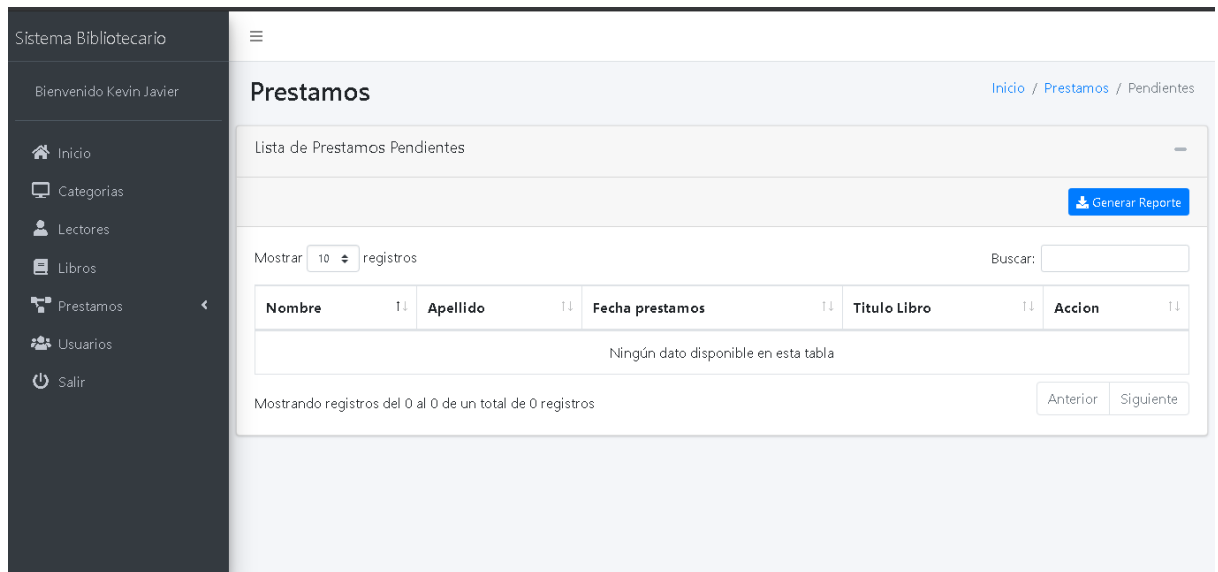 Sistema Bibliotecario
Bienvenido Kevin Javier
Inicio
Categorias
Lectores
Libros
Prestamos
Usuarios
Salir
Prestamos
Inicio / Prestamos / Pendientes
Lista de Prestamos Pendientes
Generar Reporte
Mostrar 10 registros
Buscar:
Nombre Apellido Fecha prestamos Titulo Libro Accion
Ningún dato disponible en esta tabla
Mostrando registros del 0 al 0 de un total de 0 registros
Anterior Siguiente